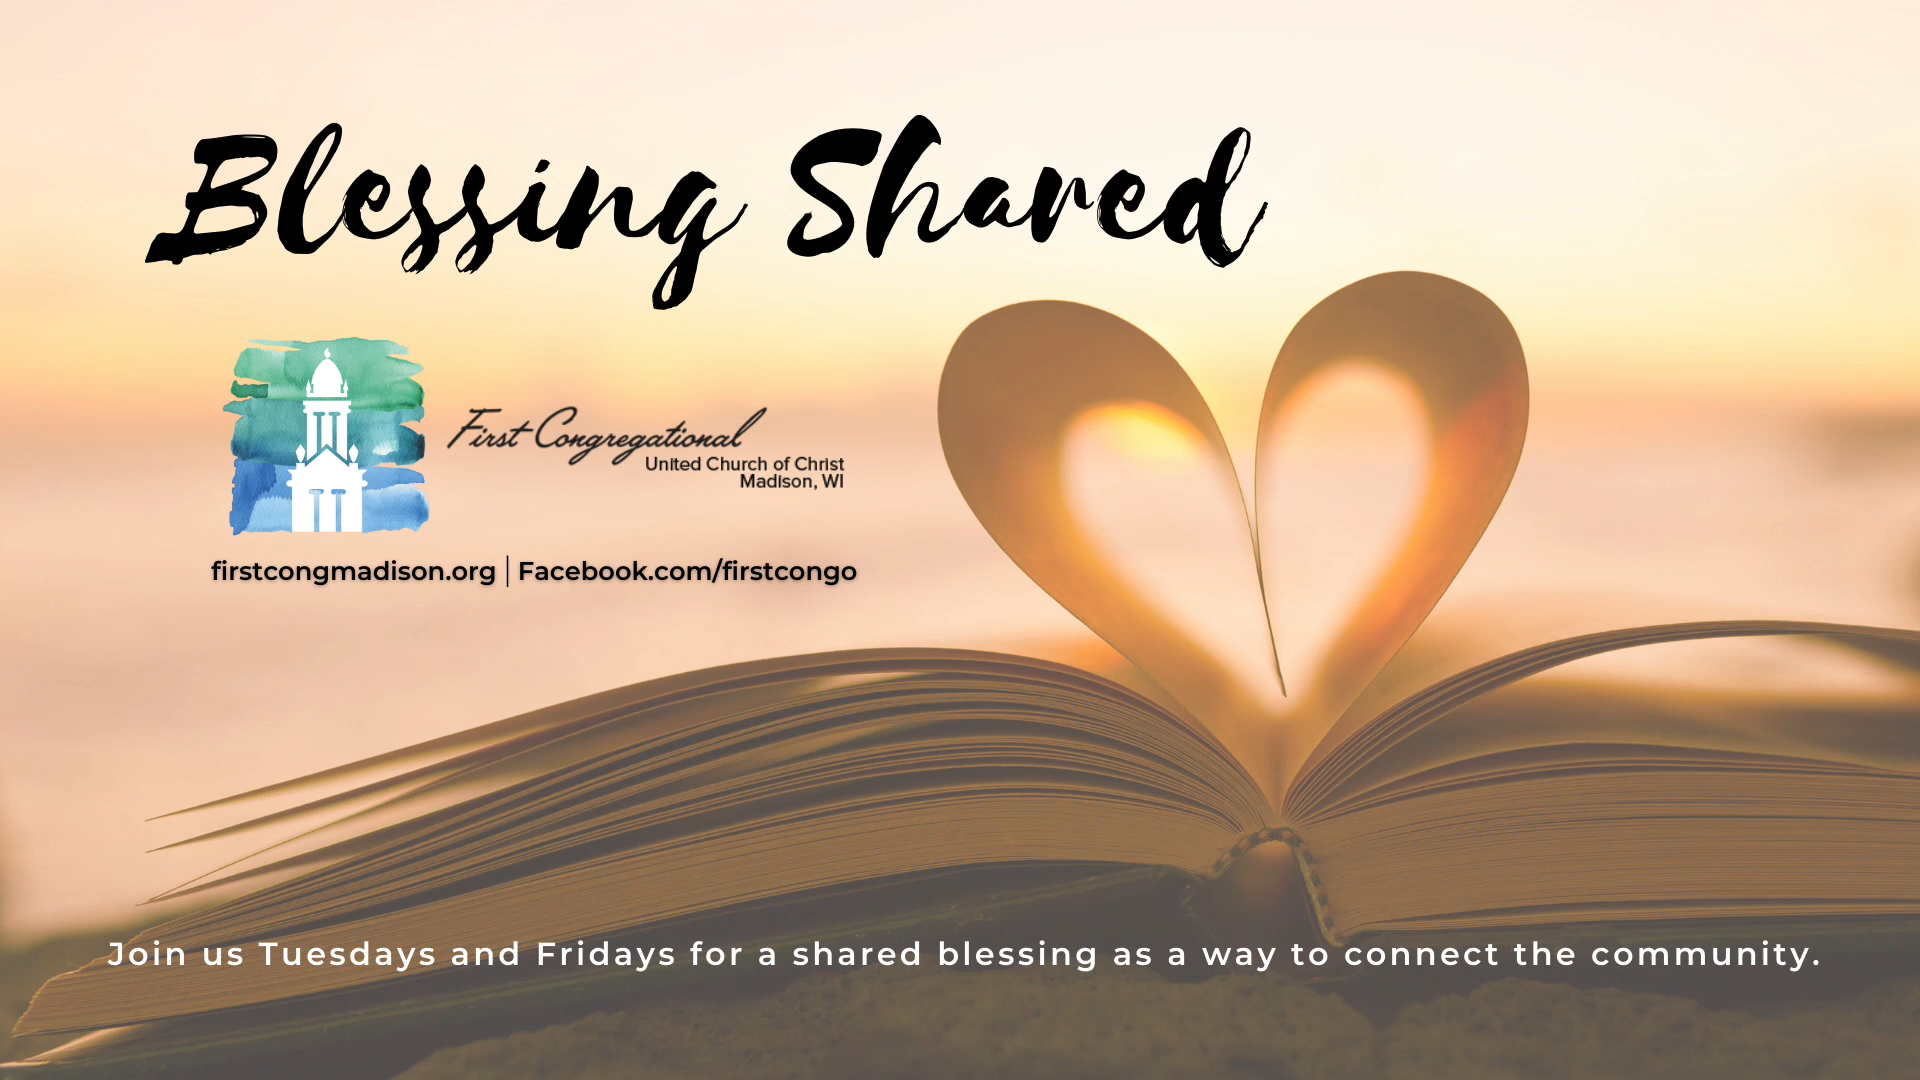 Blessing Shared
First Congregational
United Church of Christ
Madison, WI
firstcongmadison.org | Facebook.com/firstcongo
Join us Tuesdays and Fridays for a shared blessing as a way to connect the community.